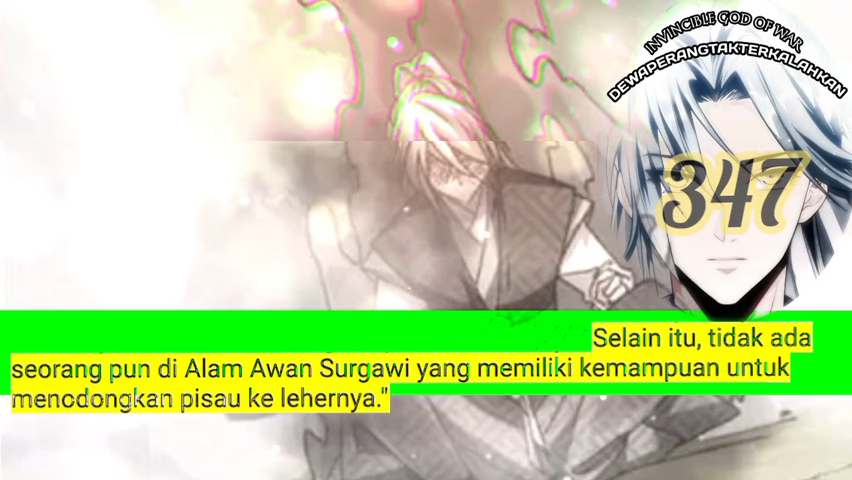 INVINCIBLE GOD OF WAR
DEWAPERANGTAKTERKALAHKAN
347
Selain itu, tidak ada
seorang pun di Alam Awan Surgawi yang memiliki kemampuan untuk
menodongkan pisau ke lehernya."